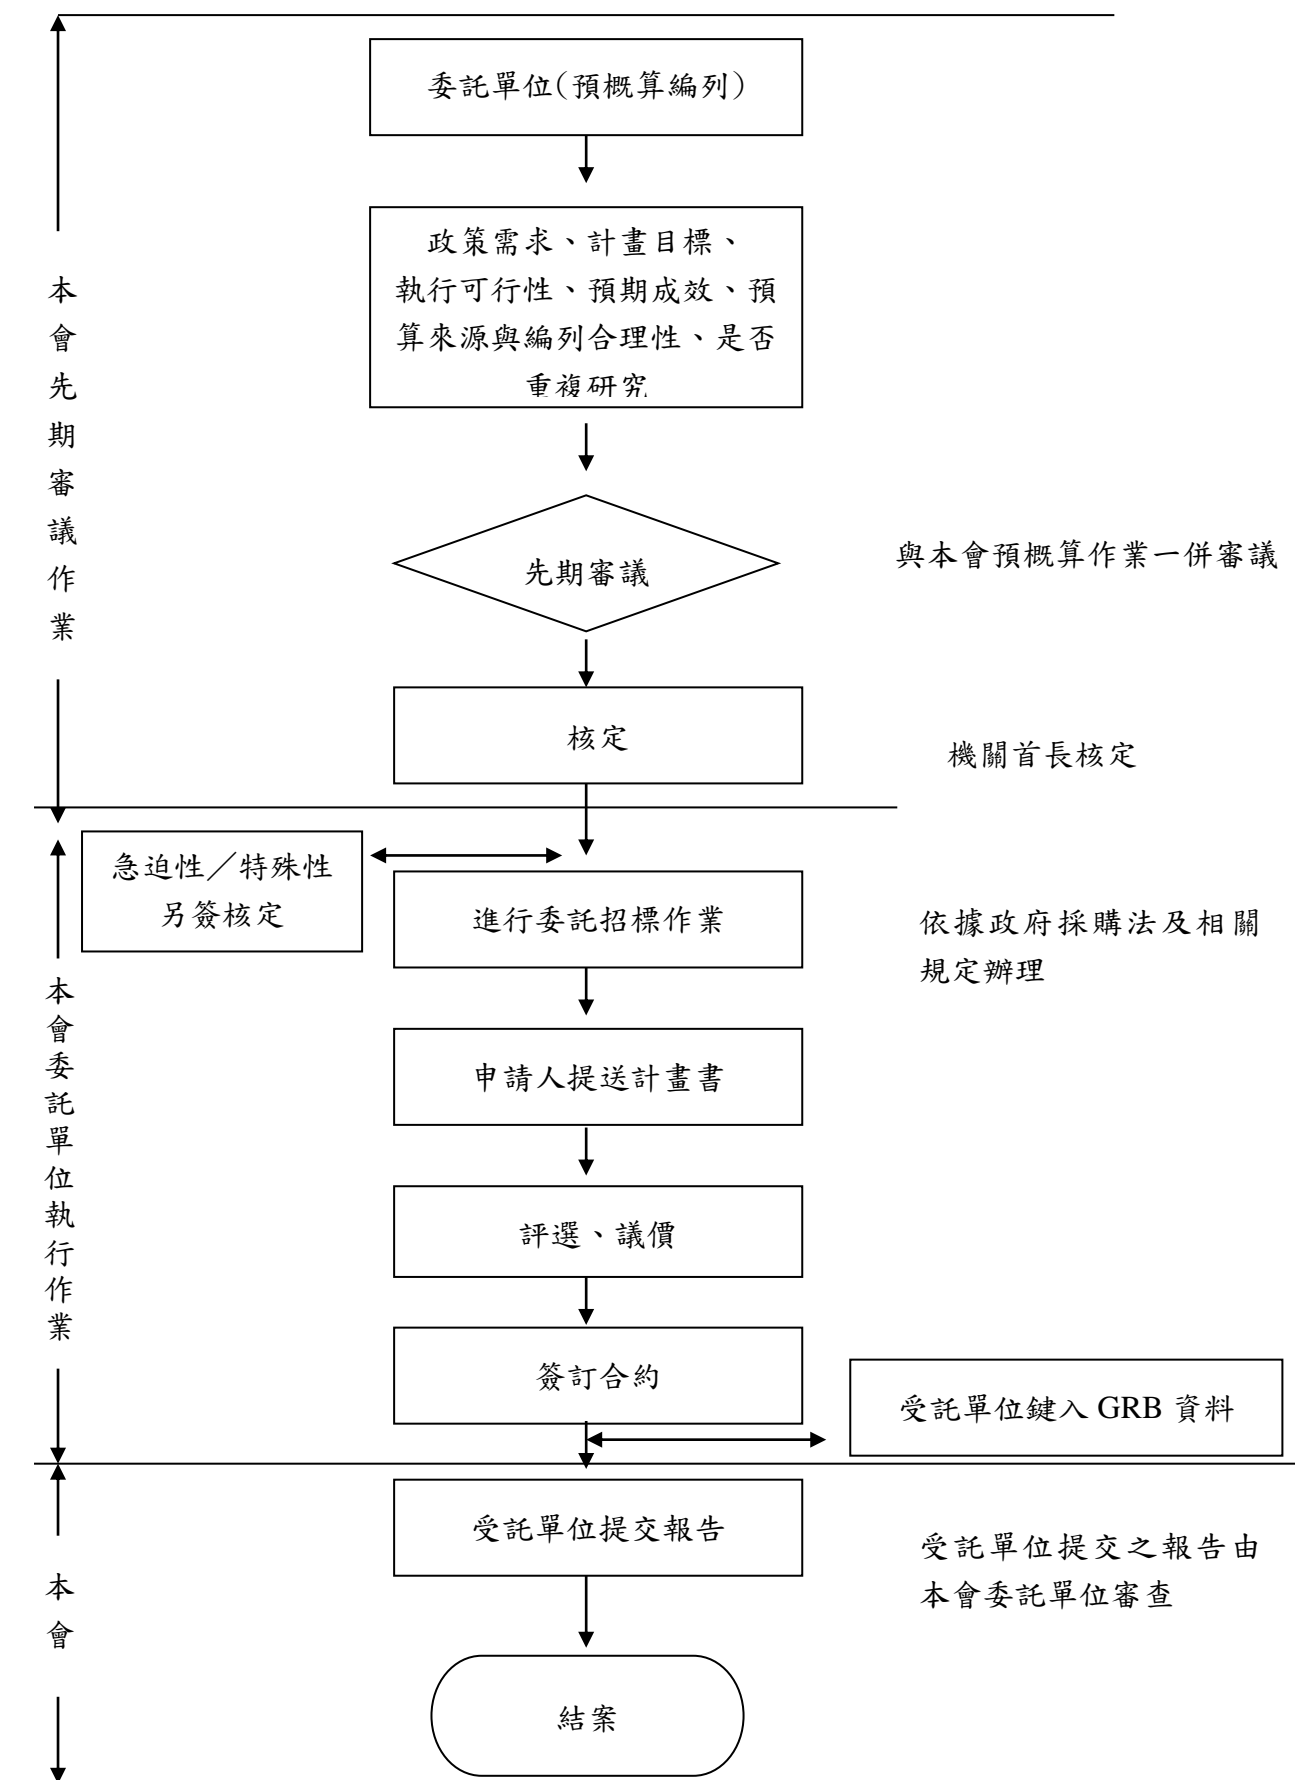 委託單位(預概算編列)
政策需求、計畫目標、
執行可行性、預期成效、預
算來源與編列合理性、是否
重複研究
本會先期審議作業
先期審議
與本會預概算作業一併審議
核定
機關首長核定
急迫性／特殊性
另簽核定
進行委託招標作業
依據政府採購法及相關
規定辦理
本會委託單位執行作業
申請人提送計畫書
評選、議價
簽訂合約
受託單位鍵入 GRB 資料
受託單位提交報告
受託單位提交之報告由
本會委託單位審查
本會
結案